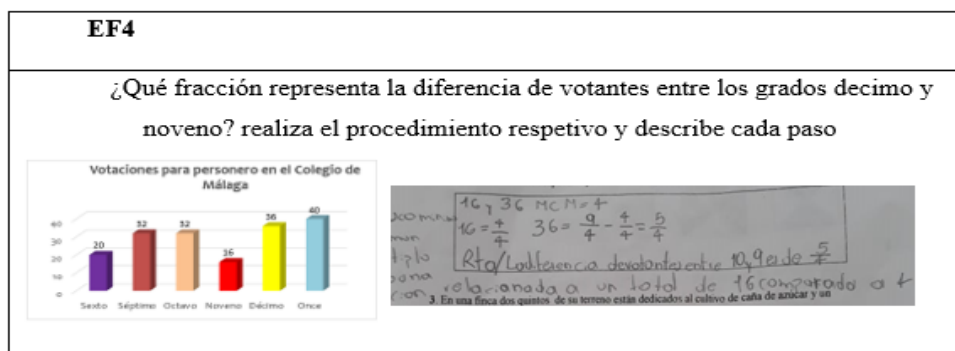 EF4
¿Qué fracción representa la diferencia de votantes entre los grados decimo y
noveno? realiza el procedimiento respetivo y describe cada paso
Votaciones para personero en el Colegio de
Málaga
40
30
20
10
0
20
32
32
16
36
40
Sexto Séptimo Octavo Noveno Décimo Once
16 y 36 MCM = 4
16 = 4/4 36 = 9/4 - 4/4 = 5/4
Rta/ La diferencia de votantes entre 10 y 9 es de 5/4
relacionada a un total de 16 comparado a 4
3. En una finca dos quintos de su terreno están dedicados al cultivo de caña de azúcar y un